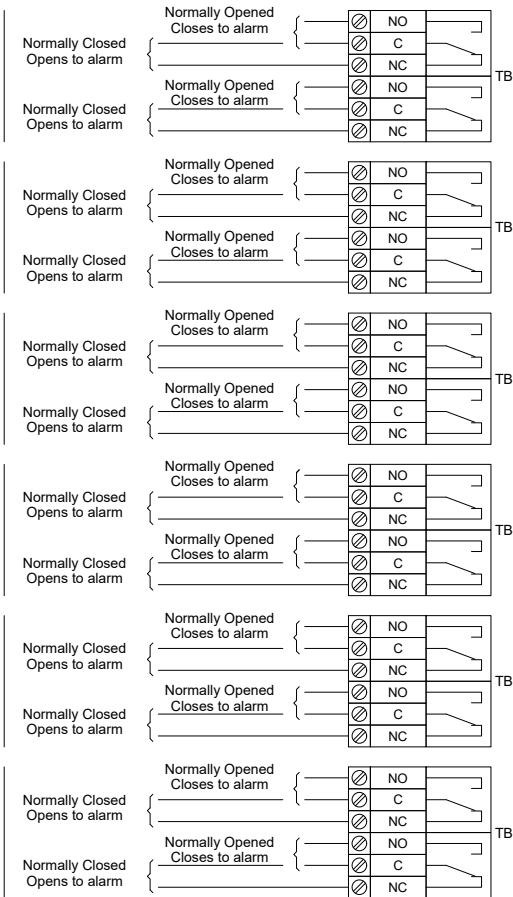 Normally Opened
Closes to alarm
NO
Normally Closed
Opens to alarm
C
NC
TB
Normally Opened
Closes to alarm
NO
Normally Closed
Opens to alarm
C
NC
Normally Opened
Closes to alarm
NO
Normally Closed
Opens to alarm
C
NC
TB
Normally Opened
Closes to alarm
NO
Normally Closed
Opens to alarm
C
NC
Normally Opened
Closes to alarm
NO
Normally Closed
Opens to alarm
C
NC
TB
Normally Opened
Closes to alarm
NO
Normally Closed
Opens to alarm
C
NC
Normally Opened
Closes to alarm
NO
Normally Closed
Opens to alarm
C
NC
TB
Normally Opened
Closes to alarm
NO
Normally Closed
Opens to alarm
C
NC
Normally Opened
Closes to alarm
NO
Normally Closed
Opens to alarm
C
NC
TB
Normally Opened
Closes to alarm
NO
Normally Closed
Opens to alarm
C
NC
Normally Opened
Closes to alarm
NO
Normally Closed
Opens to alarm
C
NC
TB
Normally Opened
Closes to alarm
NO
Normally Closed
Opens to alarm
C
NC